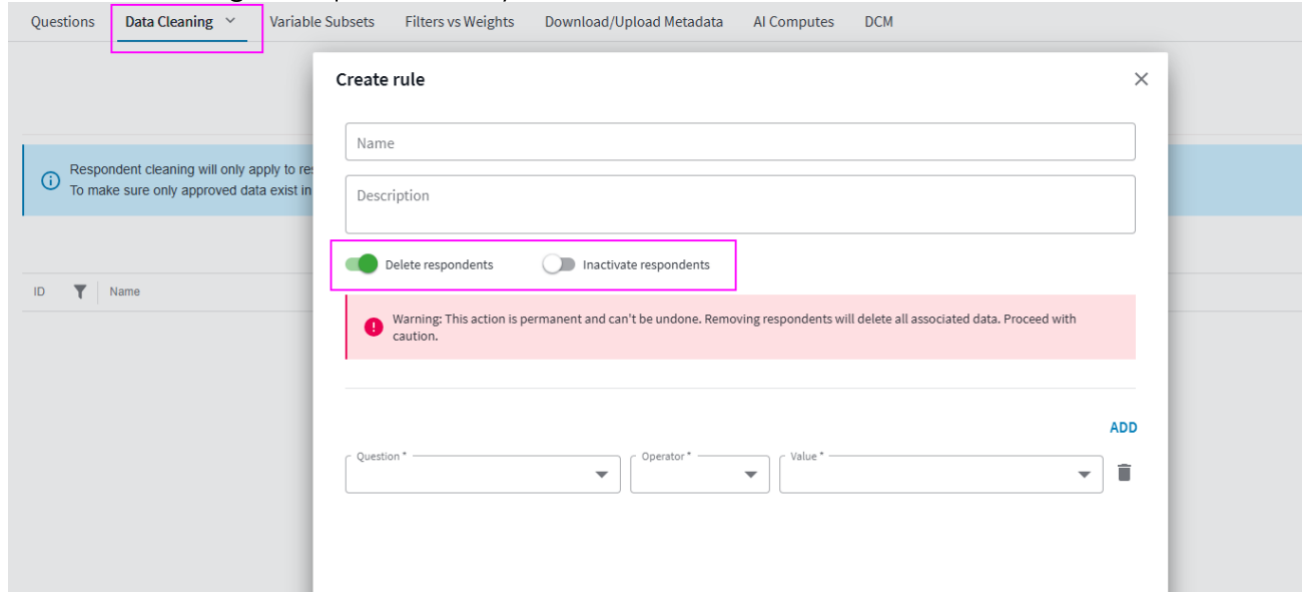 Questions Data Cleaning Variable Subsets Filters vs Weights Download/Upload Metadata AI Computes DCM
Create rule
Name
Respondent cleaning will only apply to
To make sure only approved data exist in
Description
Delete respondents Inactivate respondents
ID Name
Warning: This action is permanent and can't be undone. Removing respondents will delete all associated data. Proceed with
caution.
ADD
Question * Operator * Value *